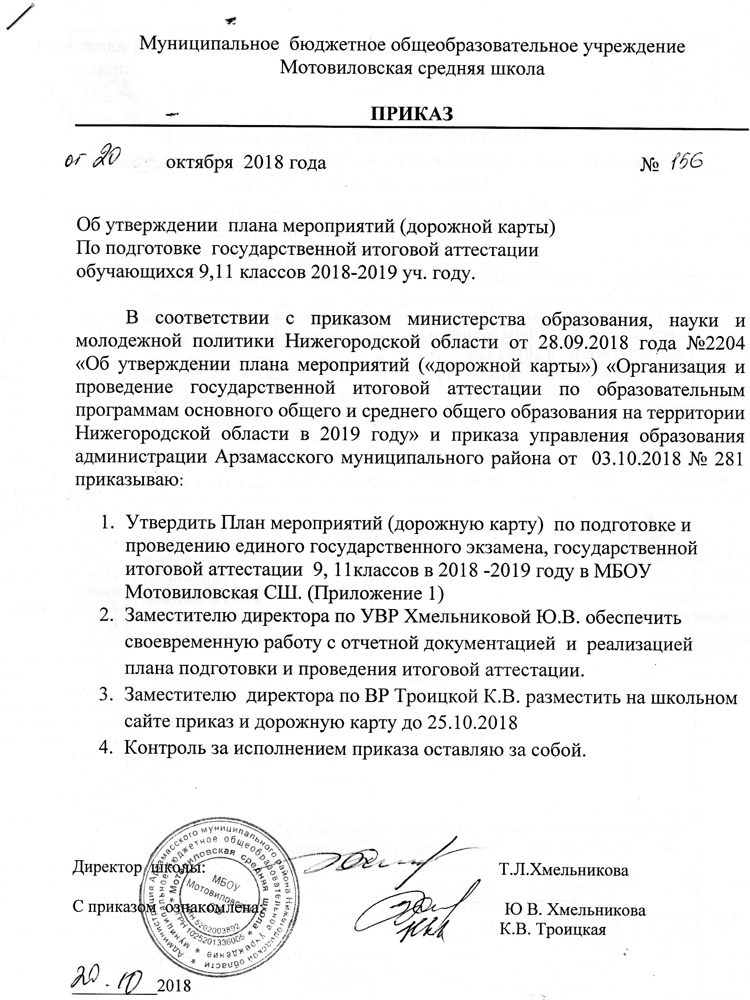 Муниципальное бюджетное общеобразовательное учреждение
Мотовиловская средняя школа
ПРИКАЗ
от 20 октября 2018 года № 156
Об утверждении плана мероприятий (дорожной карты)
По подготовке государственной итоговой аттестации
обучающихся 9,11 классов 2018-2019 уч. году.
В соответствии с приказом министерства образования, науки и
молодежной политики Нижегородской области от 28.09.2018 года №2204
«Об утверждении плана мероприятий («дорожной карты») «Организация и
проведение государственной итоговой аттестации по образовательным
программам основного общего и среднего общего образования на территории
Нижегородской области в 2019 году» и приказа управления образования
администрации Арзамасского муниципального района от 03.10.2018 № 281
приказываю:
1. Утвердить План мероприятий (дорожную карту) по подготовке и
проведению единого государственного экзамена, государственной
итоговой аттестации 9, 11классов в 2018 -2019 году в МБОУ
Мотовиловская СШ. (Приложение 1)
2. Заместителю директора по УВР Хмельниковой Ю.В. обеспечить
своевременную работу с отчетной документацией и реализацией
плана подготовки и проведения итоговой аттестации.
3. Заместителю директора по ВР Троицкой К.В. разместить на школьном
сайте приказ и дорожную карту до 25.10.2018
4. Контроль за исполнением приказа оставляю за собой.
Директор школы: Т.Л.Хмельникова
С приказом ознакомлена: Ю В. Хмельникова
К.В. Троицкая
* Администрация Арзамасского муниципального района Нижегородской области
* муниципальное бюджетное общеобразовательное учреждение
* Мотовиловская средняя школа *
ОГРН 1025201336005
ИНН 5202003892
МБОУ
Мотовиловская
СШ
20.10 2018